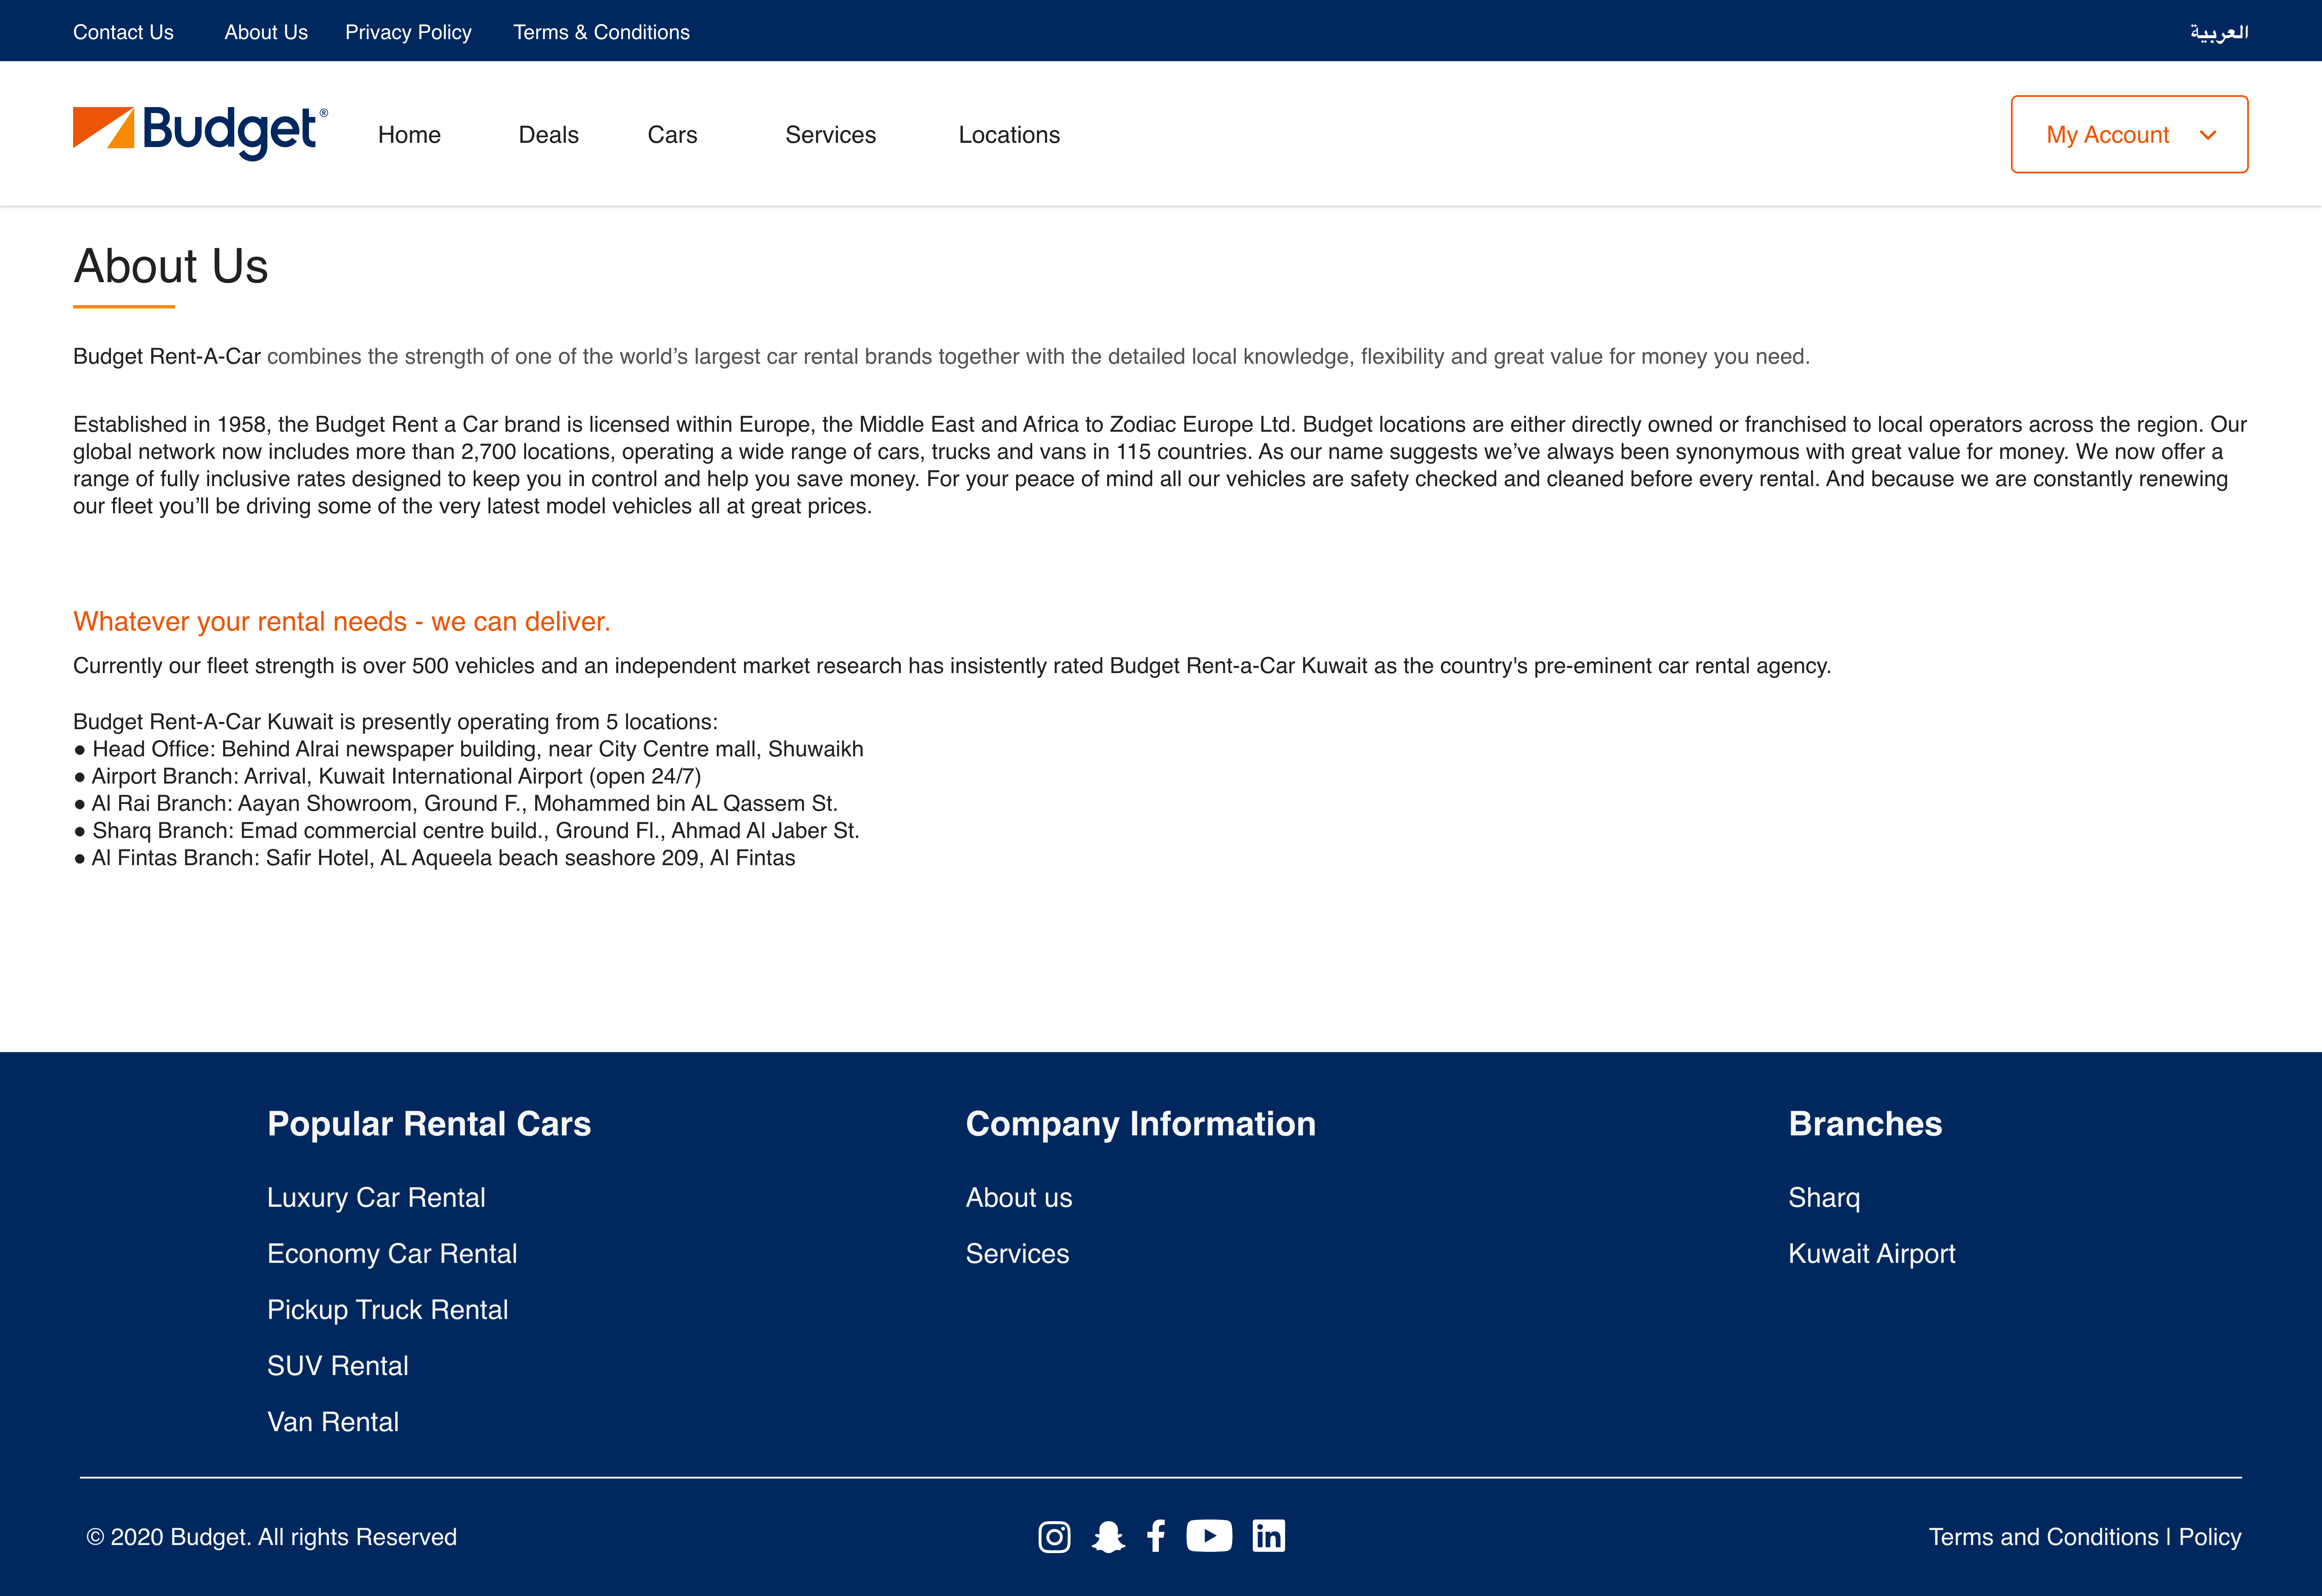 Contact Us About Us Privacy Policy Terms & Conditions العربية
Budget® Home Deals Cars Services Locations My Account
About Us
Budget Rent-A-Car combines the strength of one of the world’s largest car rental brands together with the detailed local knowledge, flexibility and great value for money you need.
Established in 1958, the Budget Rent a Car brand is licensed within Europe, the Middle East and Africa to Zodiac Europe Ltd. Budget locations are either directly owned or franchised to local operators across the region. Our
global network now includes more than 2,700 locations, operating a wide range of cars, trucks and vans in 115 countries. As our name suggests we’ve always been synonymous with great value for money. We now offer a
range of fully inclusive rates designed to keep you in control and help you save money. For your peace of mind all our vehicles are safety checked and cleaned before every rental. And because we are constantly renewing
our fleet you’ll be driving some of the very latest model vehicles all at great prices.
Whatever your rental needs - we can deliver.
Currently our fleet strength is over 500 vehicles and an independent market research has insistently rated Budget Rent-a-Car Kuwait as the country's pre-eminent car rental agency.
Budget Rent-A-Car Kuwait is presently operating from 5 locations:
● Head Office: Behind Alrai newspaper building, near City Centre mall, Shuwaikh
● Airport Branch: Arrival, Kuwait International Airport (open 24/7)
● Al Rai Branch: Aayan Showroom, Ground F., Mohammed bin AL Qassem St.
● Sharq Branch: Emad commercial centre build., Ground Fl., Ahmad Al Jaber St.
● Al Fintas Branch: Safir Hotel, AL Aqueela beach seashore 209, Al Fintas
Popular Rental Cars
Luxury Car Rental
Economy Car Rental
Pickup Truck Rental
SUV Rental
Van Rental
Company Information
About us
Services
Branches
Sharq
Kuwait Airport
© 2020 Budget. All rights Reserved
Terms and Conditions | Policy